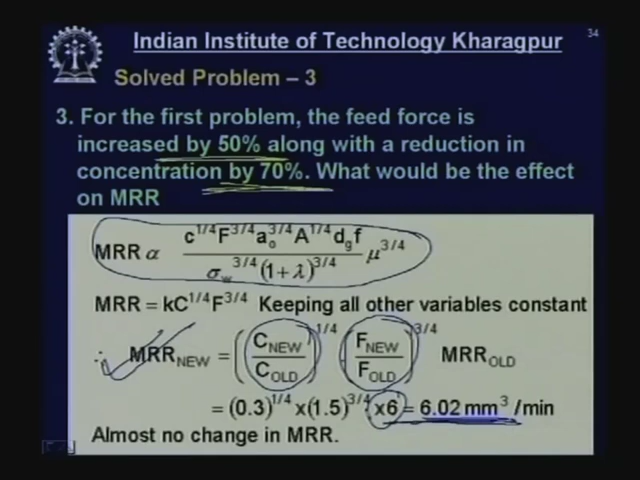 34
Indian Institute of Technology Kharagpur
Solved Problem – 3
3. For the first problem, the feed force is
increased by 50% along with a reduction in
concentration by 70%. What would be the effect
on MRR
MRR α c^1/4 F^3/4 a_o^3/4 A^1/4 d_g f / σ_w^3/4 (1+λ)^3/4 μ^3/4
MRR = kC^1/4 F^3/4 Keeping all other variables constant
∴ MRR_NEW = (C_NEW / C_OLD)^1/4 (F_NEW / F_OLD)^3/4 MRR_OLD
= (0.3)^1/4 x (1.5)^3/4 x 6 = 6.02 mm^3 /min
Almost no change in MRR.